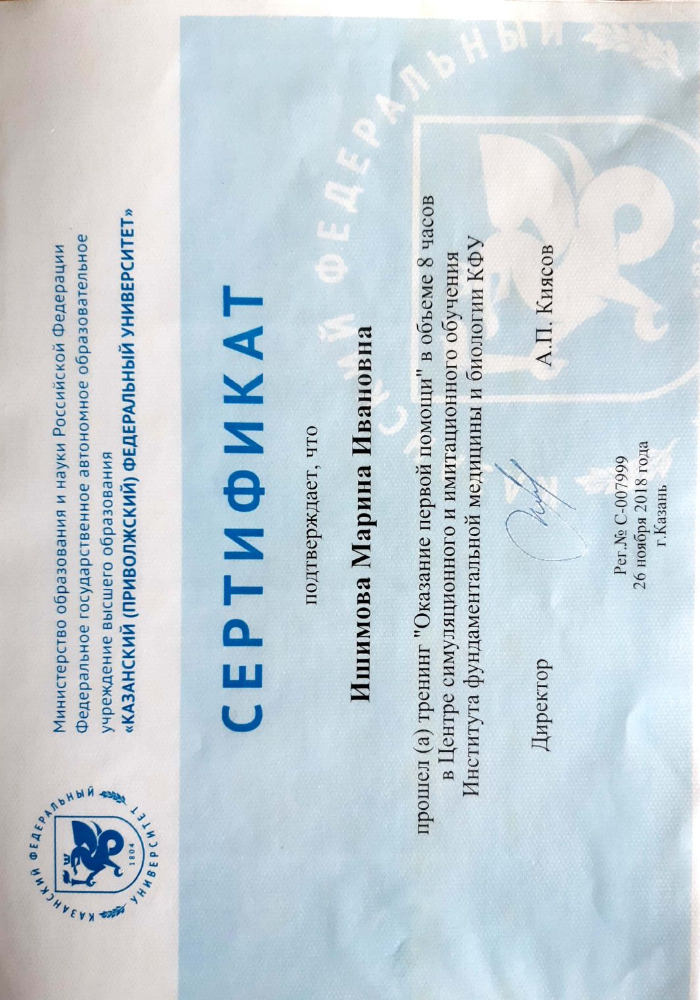 КАЗАНСКИЙ ФЕДЕРАЛЬНЫЙ УНИВЕРСИТЕТ
1804
Министерство образования и науки Российской Федерации
Федеральное государственное автономное образовательное
учреждение высшего образования
«КАЗАНСКИЙ (ПРИВОЛЖСКИЙ) ФЕДЕРАЛЬНЫЙ УНИВЕРСИТЕТ»
СЕРТИФИКАТ
подтверждает, что
Ишимова Марина Ивановна
прошел (а) тренинг "Оказание первой помощи" в объеме 8 часов
в Центре симуляционного и имитационного обучения
Института фундаментальной медицины и биологии КФУ
Директор А.П. Киясов
Рег.№ С-007999
26 ноября 2018 года
г.Казань
ФЕДЕРАЛЬНЫЙ